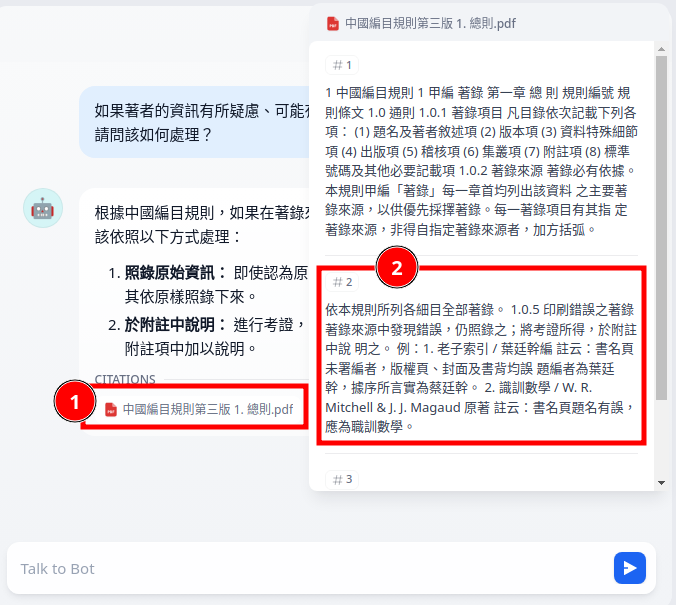 如果著者的資訊有所疑慮、可能有
請問該如何處理？
根據中國編目規則，如果在著錄來
該依照以下方式處理：
1. 照錄原始資訊： 即使認為原
其依原樣照錄下來。
2. 於附註中說明： 進行考證，
附註項中加以說明。
CITATIONS
1
中國編目規則第三版 1. 總則.pdf
中國編目規則第三版 1. 總則.pdf
# 1
1 中國編目規則 1 甲編 著錄 第一章 總 則 規則編號 規
則條文 1.0 通則 1.0.1 著錄項目 凡目錄依次記載下列各
項： (1) 題名及著者敘述項 (2) 版本項 (3) 資料特殊細節
項 (4) 出版項 (5) 稽核項 (6) 集叢項 (7) 附註項 (8) 標準
號碼及其他必要記載項 1.0.2 著錄來源 著錄必有依據。
本規則甲編「著錄」每一章首均列出該資料 之主要著
錄來源，以供優先採擇著錄。每一著錄項目有其指 定
著錄來源，非得自指定著錄來源者，加方括弧。
2
# 2
依本規則所列各細目全部著錄。 1.0.5 印刷錯誤之著錄
著錄來源中發現錯誤，仍照錄之；將考證所得，於附註
中說 明之。 例：1. 老子索引 / 葉廷幹編 註云：書名頁
未署編者，版權頁、封面及書背均誤 題編者為葉廷
幹，據序所言實為蔡廷幹。 2. 識訓數學 / W. R.
Mitchell & J. J. Magaud 原著 註云：書名頁題名有誤，
應為職訓數學。
# 3
Talk to Bot